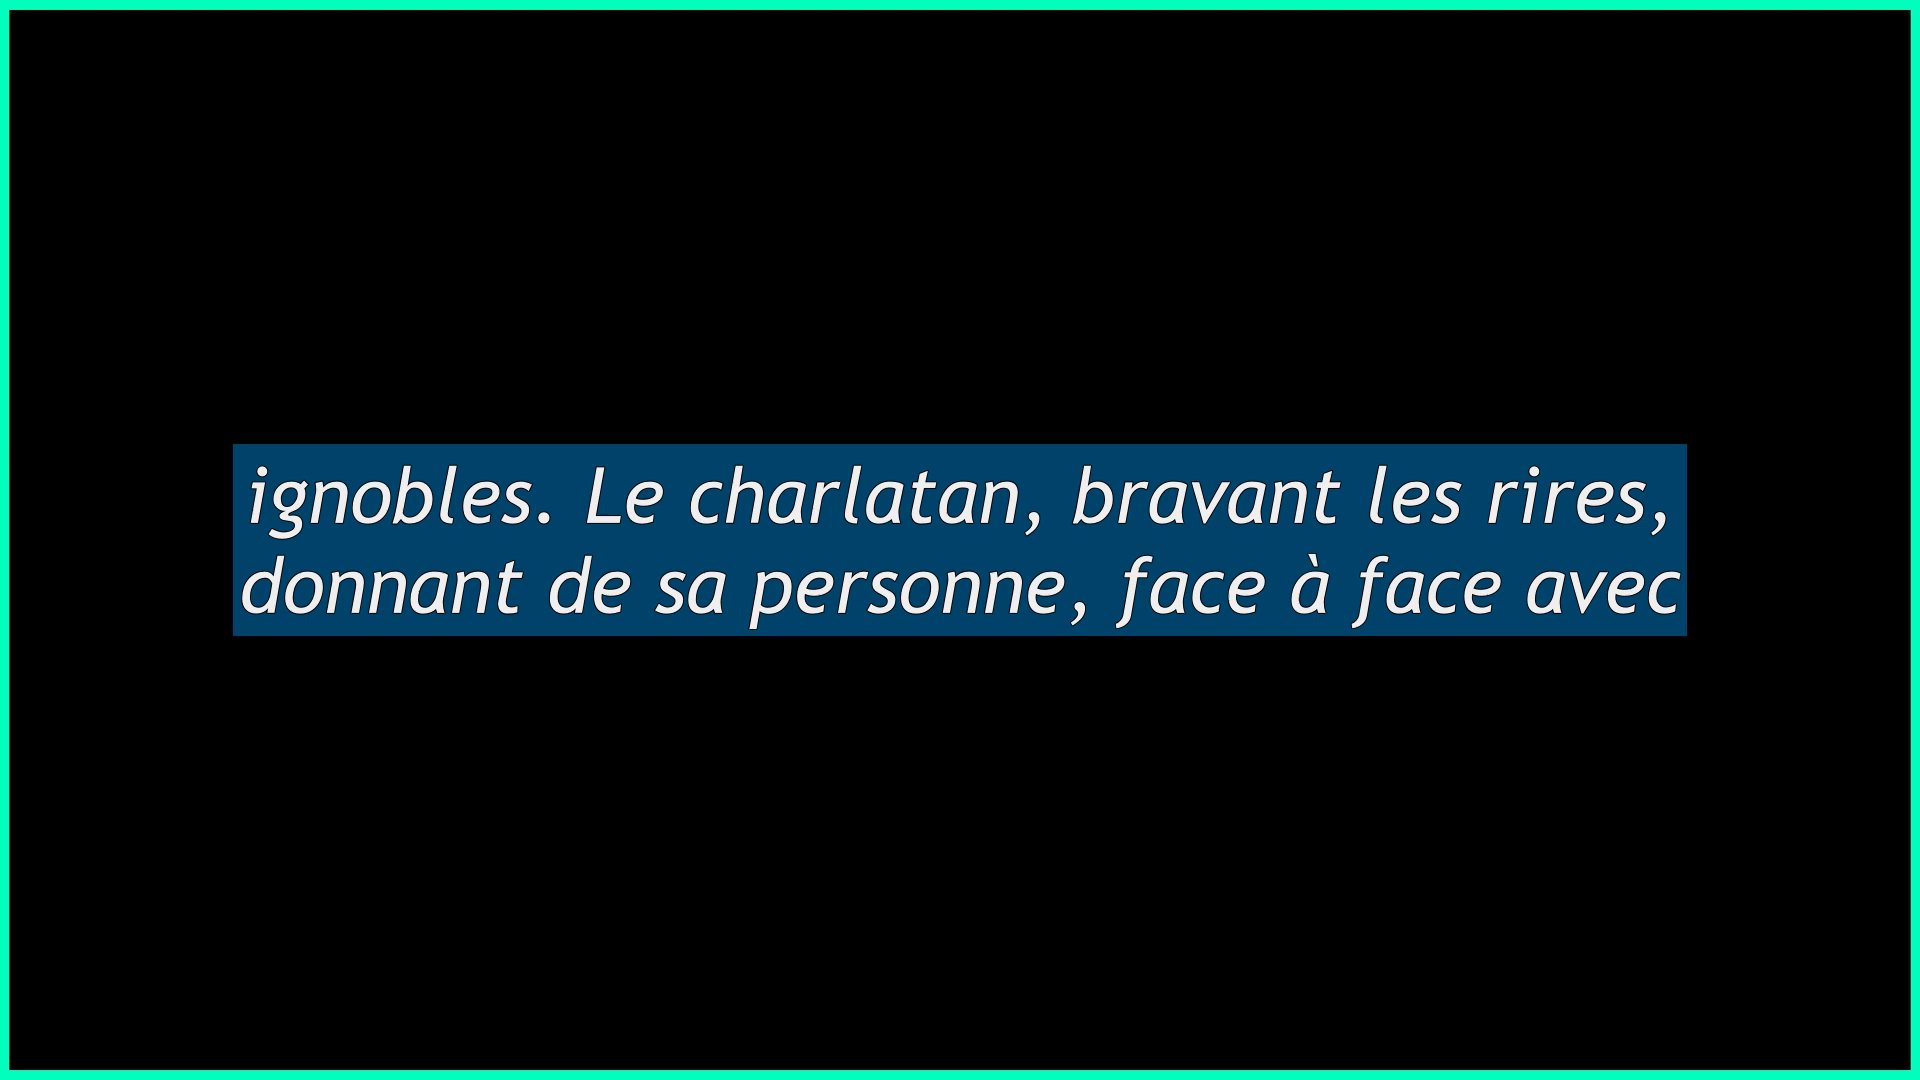 ignobles. Le charlatan, bravant les rires,
donnant de sa personne, face à face avec